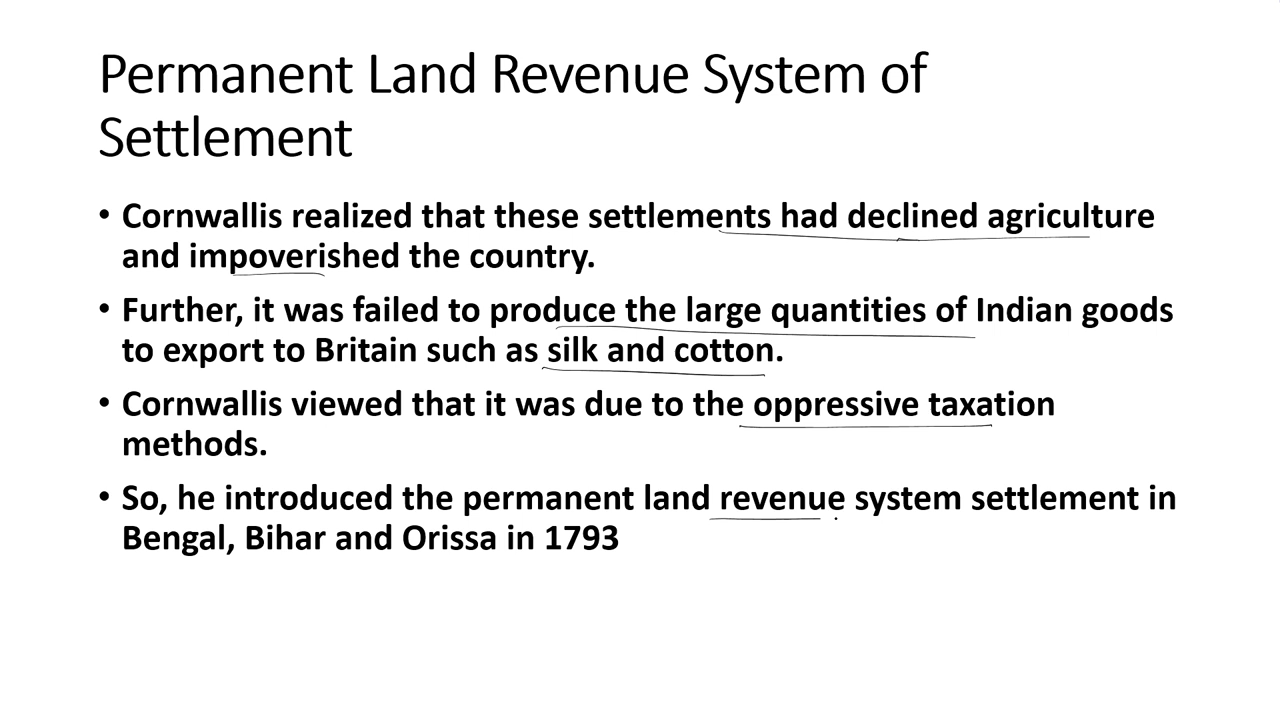 Permanent Land Revenue System of
Settlement
• Cornwallis realized that these settlements had declined agriculture
and impoverished the country.
• Further, it was failed to produce the large quantities of Indian goods
to export to Britain such as silk and cotton.
• Cornwallis viewed that it was due to the oppressive taxation
methods.
• So, he introduced the permanent land revenue system settlement in
Bengal, Bihar and Orissa in 1793